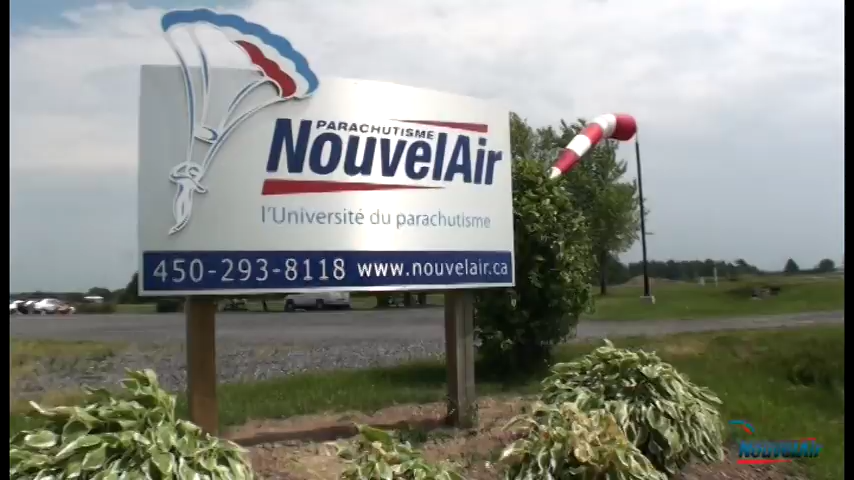 PARACHUTISME
NouvelAir
l'Université du parachutisme
450-293-8118 www.nouvelair.ca
NOUVELAIR